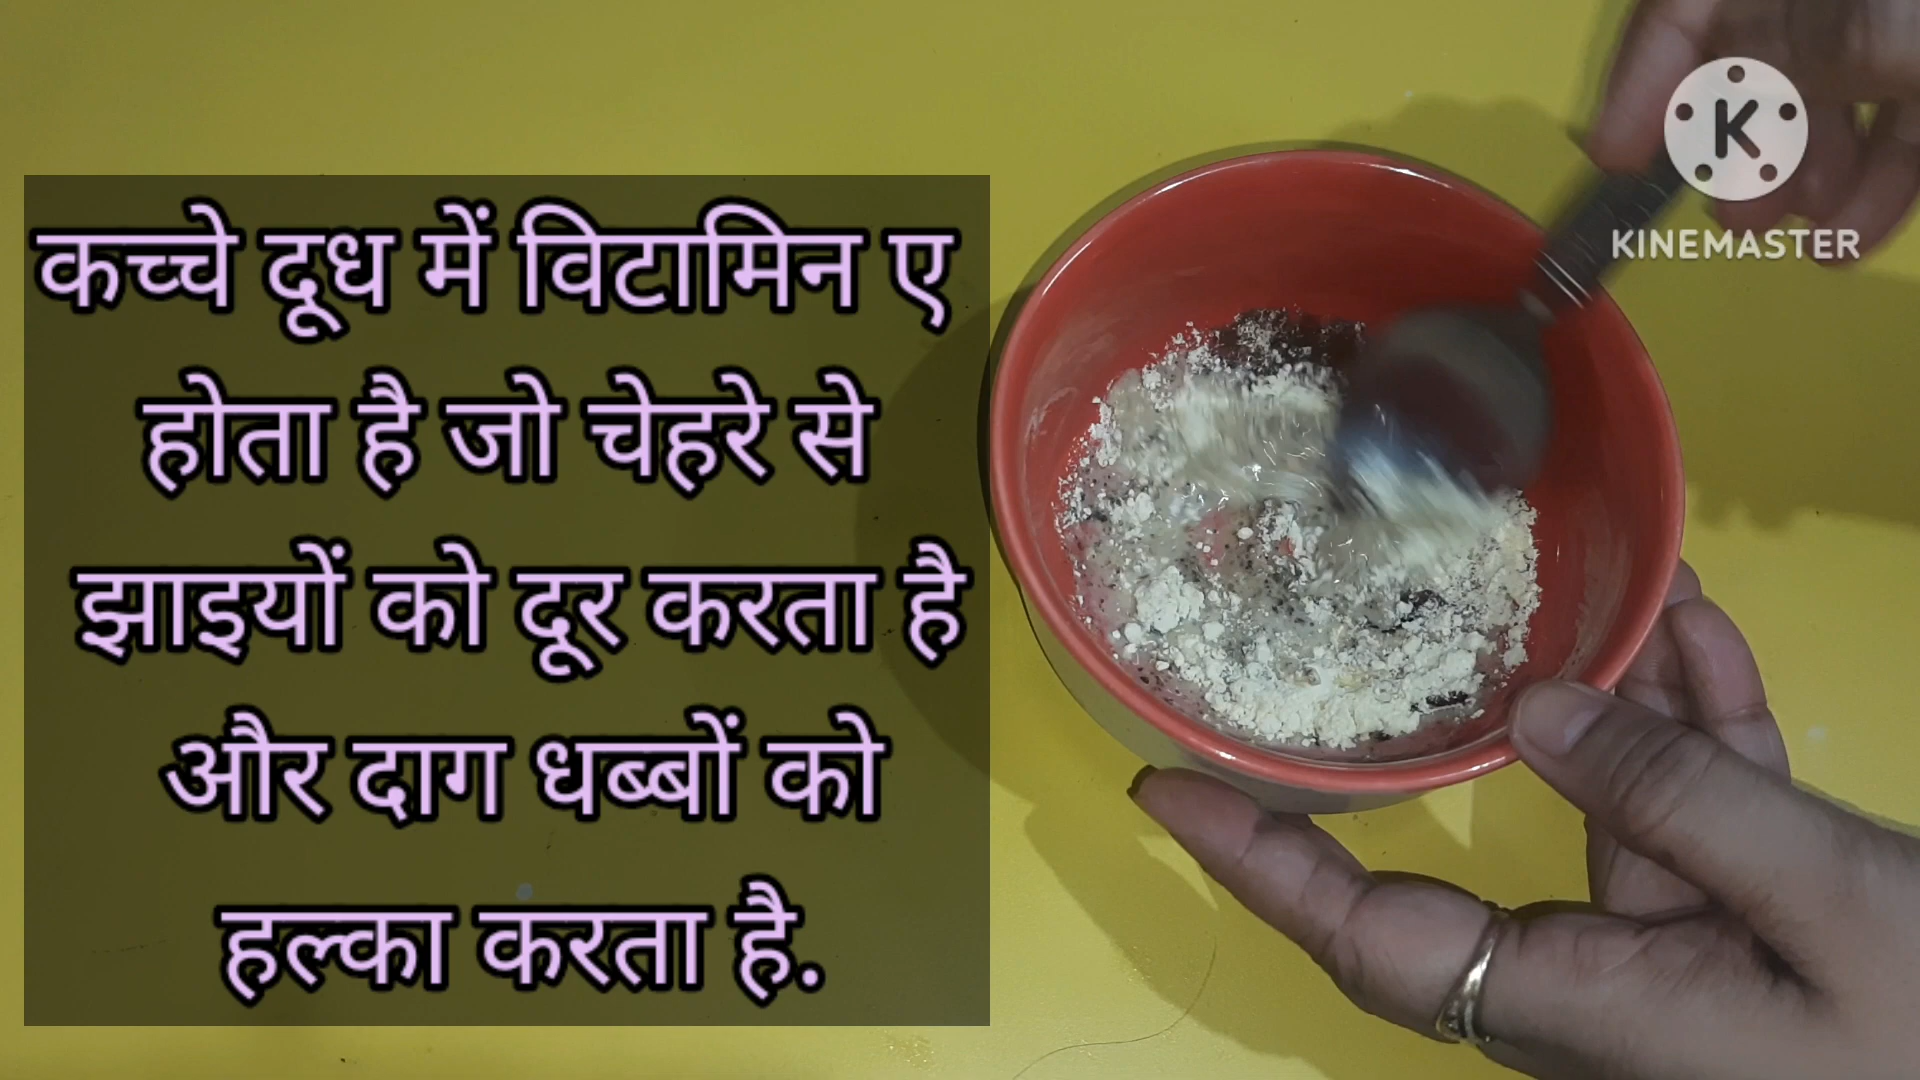 कच्चे दूध में विटामिन ए
होता है जो चेहरे से
झाइयों को दूर करता है
और दाग धब्बों को
हल्का करता है.
K
KINEMASTER